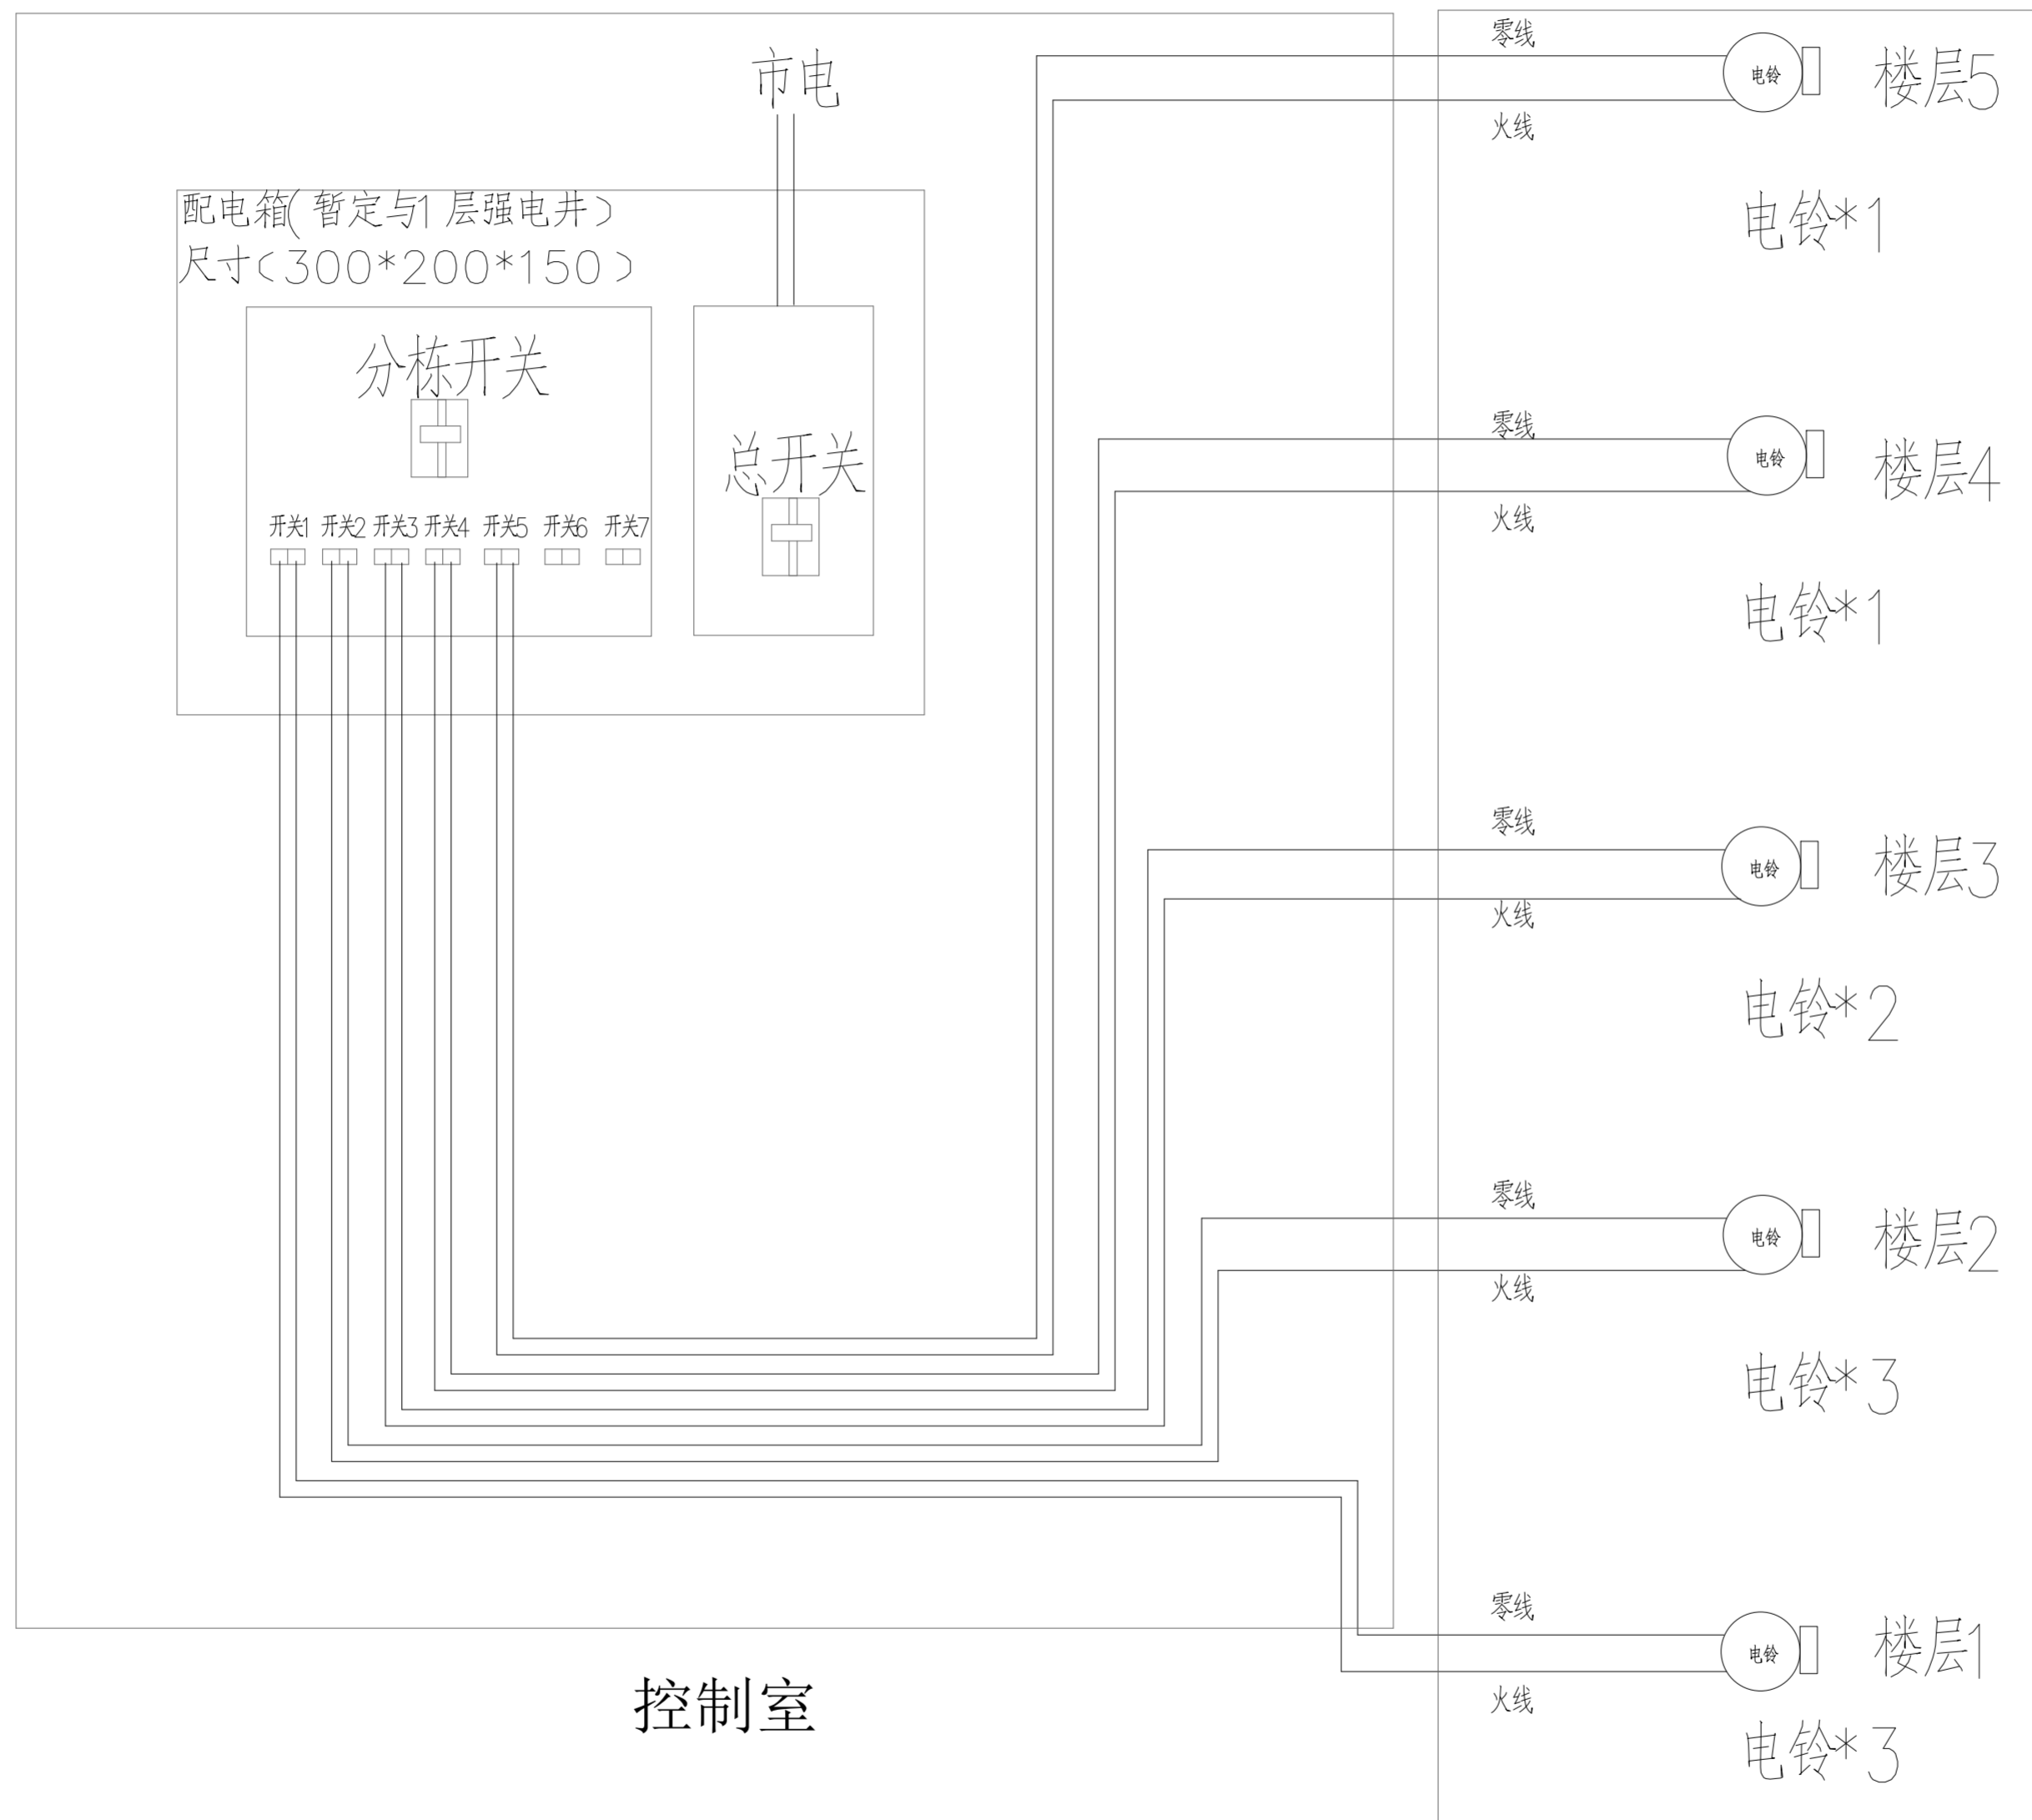 市电
配电箱(暂定与1层强电井)
尺寸(300*200*150)
分栋开关
总开关
开关1 开关2 开关3 开关4 开关5 开关6 开关7
控制室
零线
电铃
楼层5
火线
电铃*1
零线
电铃
楼层4
火线
电铃*1
零线
电铃
楼层3
火线
电铃*2
零线
电铃
楼层2
火线
电铃*3
零线
电铃
楼层1
火线
电铃*3